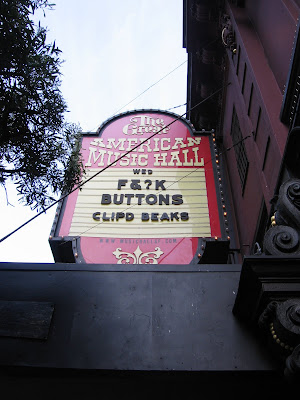 The
Great
AMERICAN
MUSIC HALL
WED
F&?K
BUTTONS
CLIPD BEAKS
WWW.MUSICHALLSF.COM